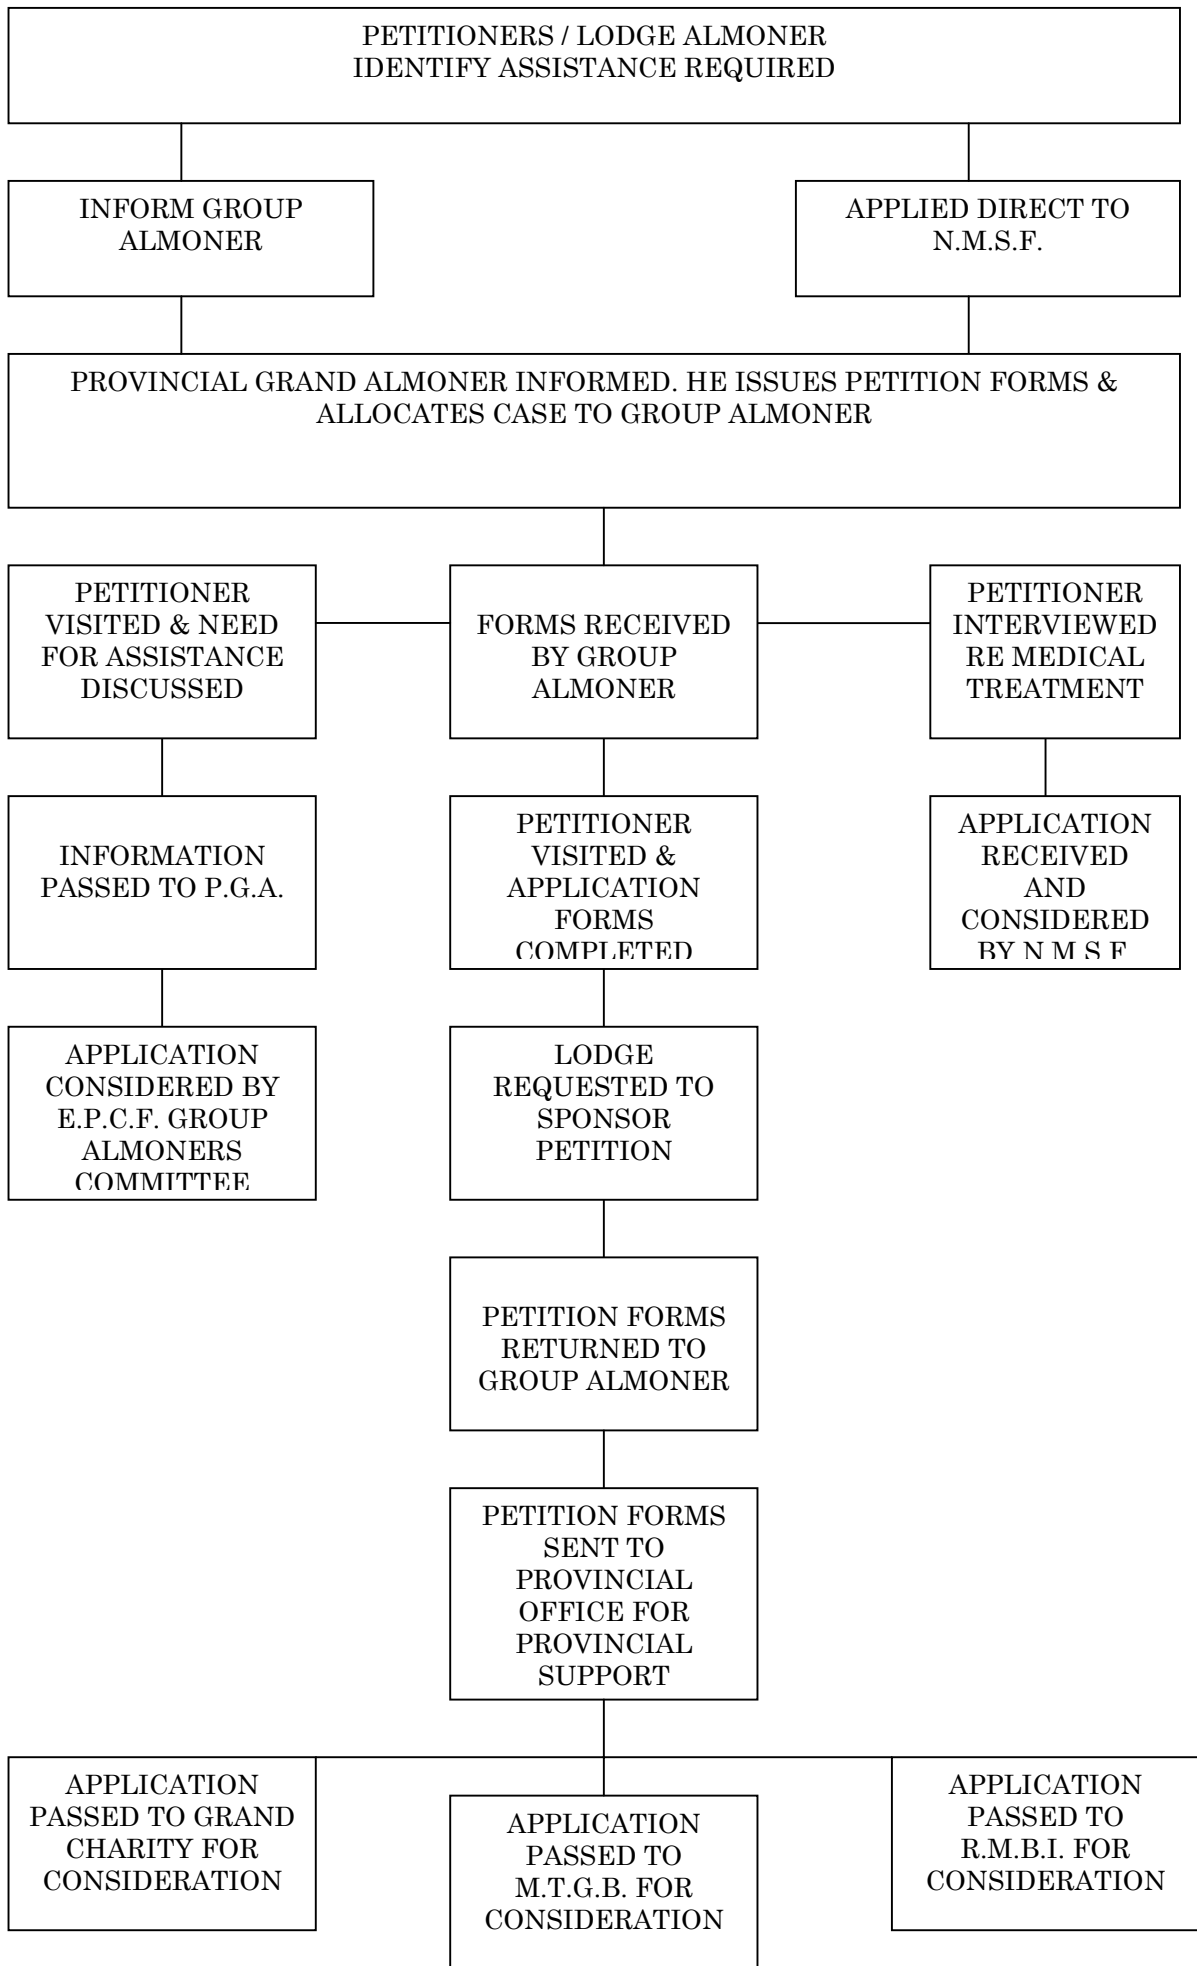 PETITIONERS / LODGE ALMONER
IDENTIFY ASSISTANCE REQUIRED
INFORM GROUP
ALMONER
APPLIED DIRECT TO
N.M.S.F.
PROVINCIAL GRAND ALMONER INFORMED. HE ISSUES PETITION FORMS &
ALLOCATES CASE TO GROUP ALMONER
PETITIONER
VISITED & NEED
FOR ASSISTANCE
DISCUSSED
FORMS RECEIVED
BY GROUP
ALMONER
PETITIONER
INTERVIEWED
RE MEDICAL
TREATMENT
INFORMATION
PASSED TO P.G.A.
PETITIONER
VISITED &
APPLICATION
FORMS
COMPLETED
APPLICATION
RECEIVED
AND
CONSIDERED
BY N M S F
APPLICATION
CONSIDERED BY
E.P.C.F. GROUP
ALMONERS
COMMITTEE
LODGE
REQUESTED TO
SPONSOR
PETITION
PETITION FORMS
RETURNED TO
GROUP ALMONER
PETITION FORMS
SENT TO
PROVINCIAL
OFFICE FOR
PROVINCIAL
SUPPORT
APPLICATION
PASSED TO GRAND
CHARITY FOR
CONSIDERATION
APPLICATION
PASSED TO
M.T.G.B. FOR
CONSIDERATION
APPLICATION
PASSED TO
R.M.B.I. FOR
CONSIDERATION